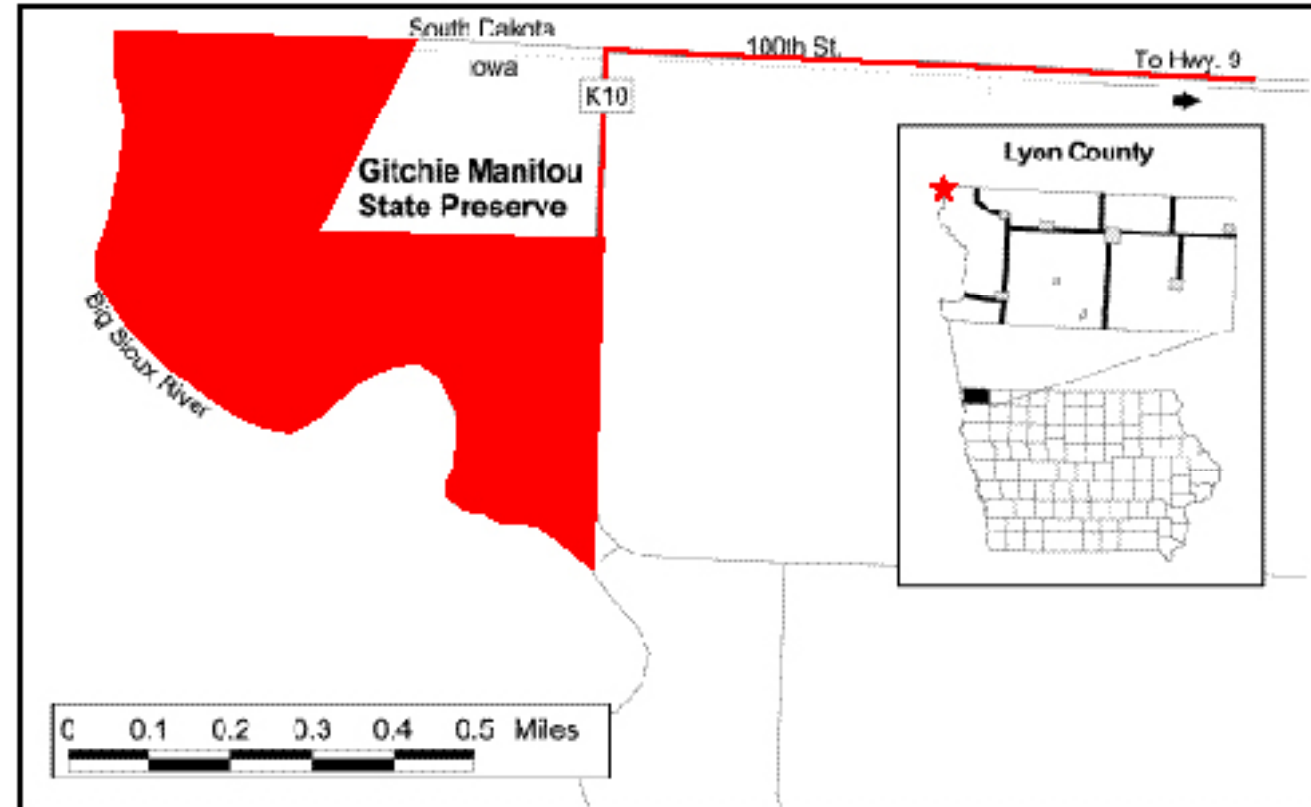 South Dakota
Iowa
100th St.
To Hwy. 9
K10
Lyon County
Gitchie Manitou
State Preserve
Big Sioux River
0 0.1 0.2 0.3 0.4 0.5 Miles